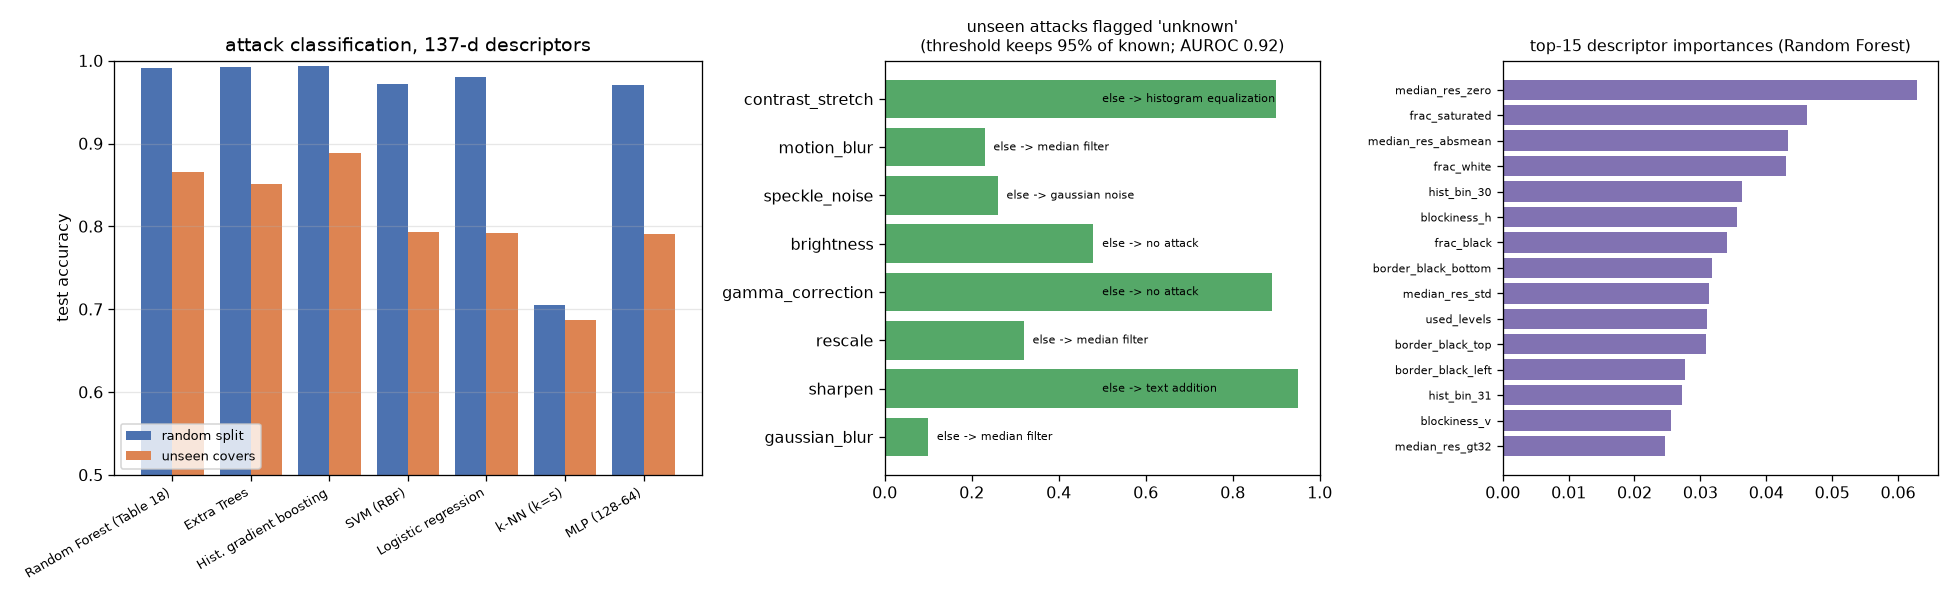 attack classification, 137-d descriptors
test accuracy
1.0
0.9
0.8
0.7
0.6
0.5
random split
unseen covers
Random Forest (Table 18)
Extra Trees
Hist. gradient boosting
SVM (RBF)
Logistic regression
k-NN (k=5)
MLP (128-64)
unseen attacks flagged 'unknown'
(threshold keeps 95% of known; AUROC 0.92)
contrast_stretch
else -> histogram equalization
motion_blur
else -> median filter
speckle_noise
else -> gaussian noise
brightness
else -> no attack
gamma_correction
else -> no attack
rescale
else -> median filter
sharpen
else -> text addition
gaussian_blur
else -> median filter
0.0 0.2 0.4 0.6 0.8 1.0
top-15 descriptor importances (Random Forest)
median_res_zero
frac_saturated
median_res_absmean
frac_white
hist_bin_30
blockiness_h
frac_black
border_black_bottom
median_res_std
used_levels
border_black_top
border_black_left
hist_bin_31
blockiness_v
median_res_gt32
0.00 0.01 0.02 0.03 0.04 0.05 0.06